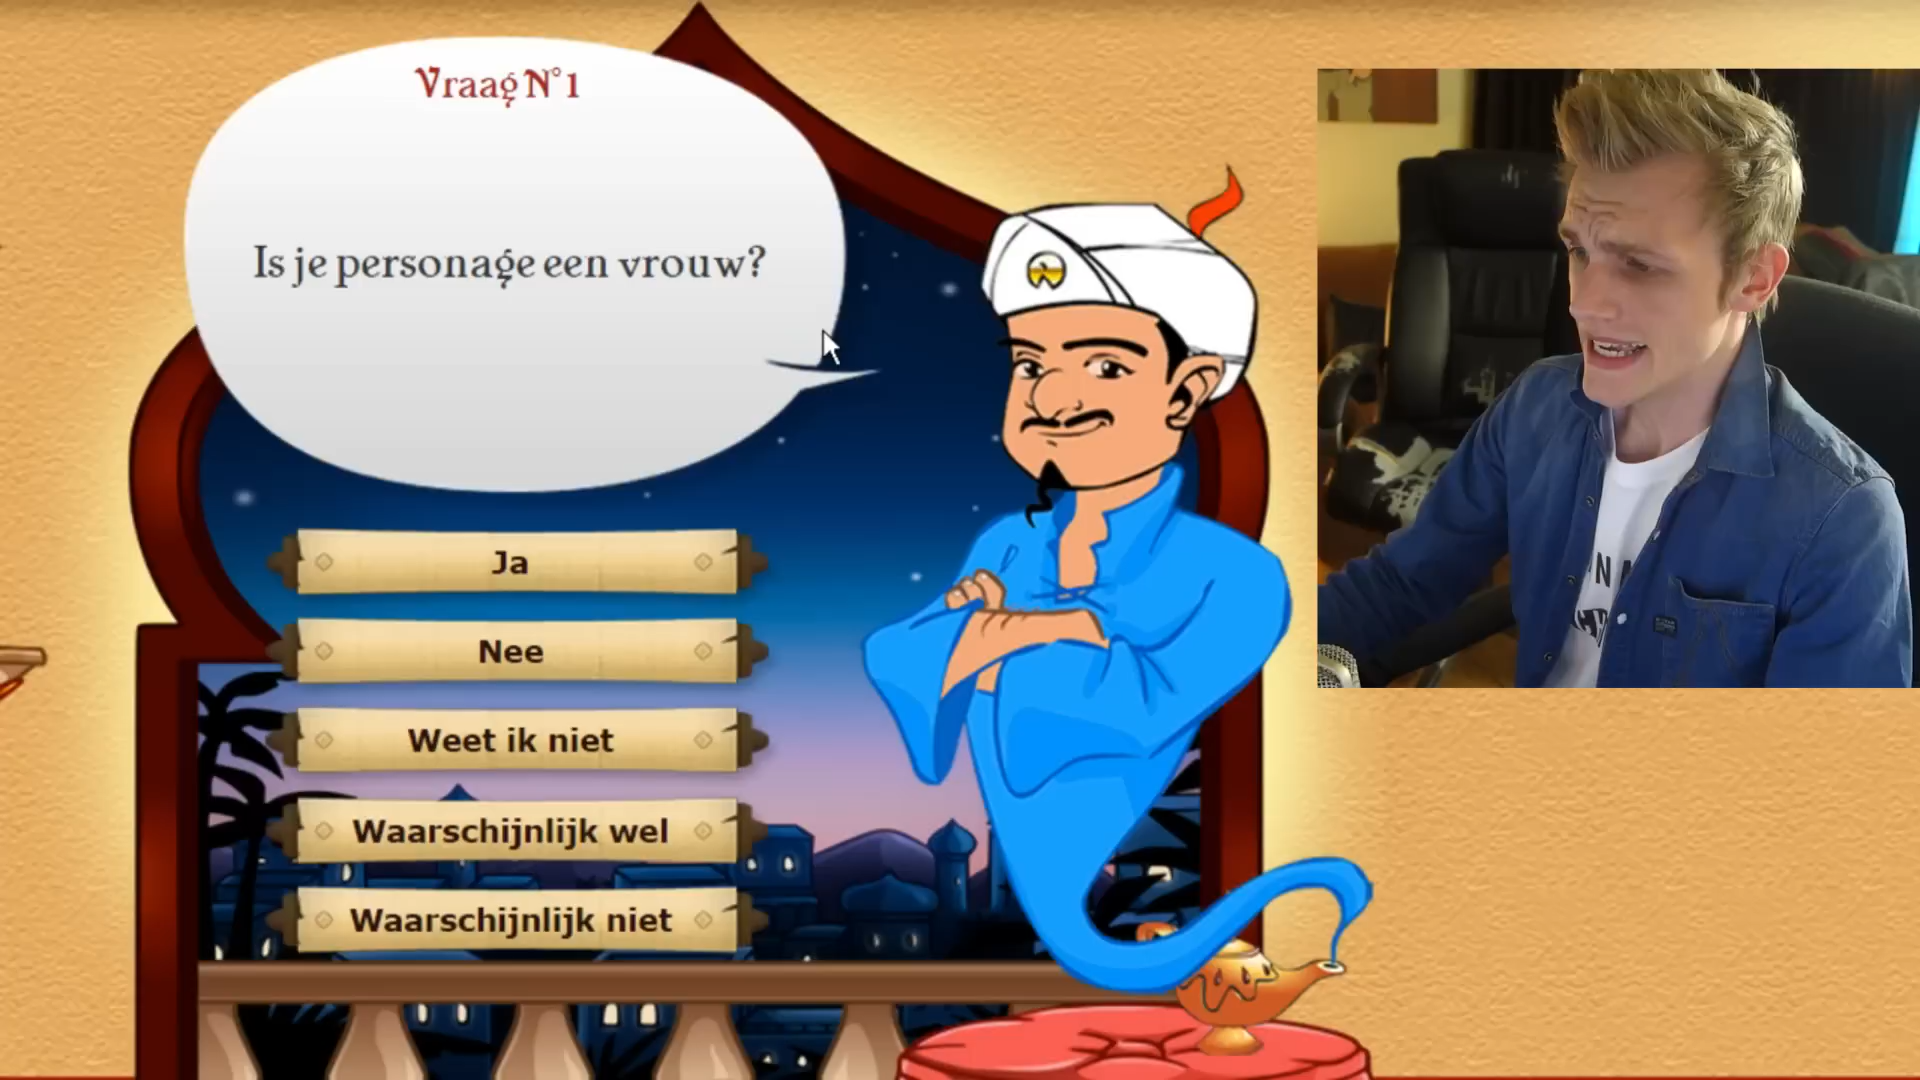 Vraag N°1
Is je personage een vrouw?
Ja
Nee
Weet ik niet
Waarschijnlijk wel
Waarschijnlijk niet